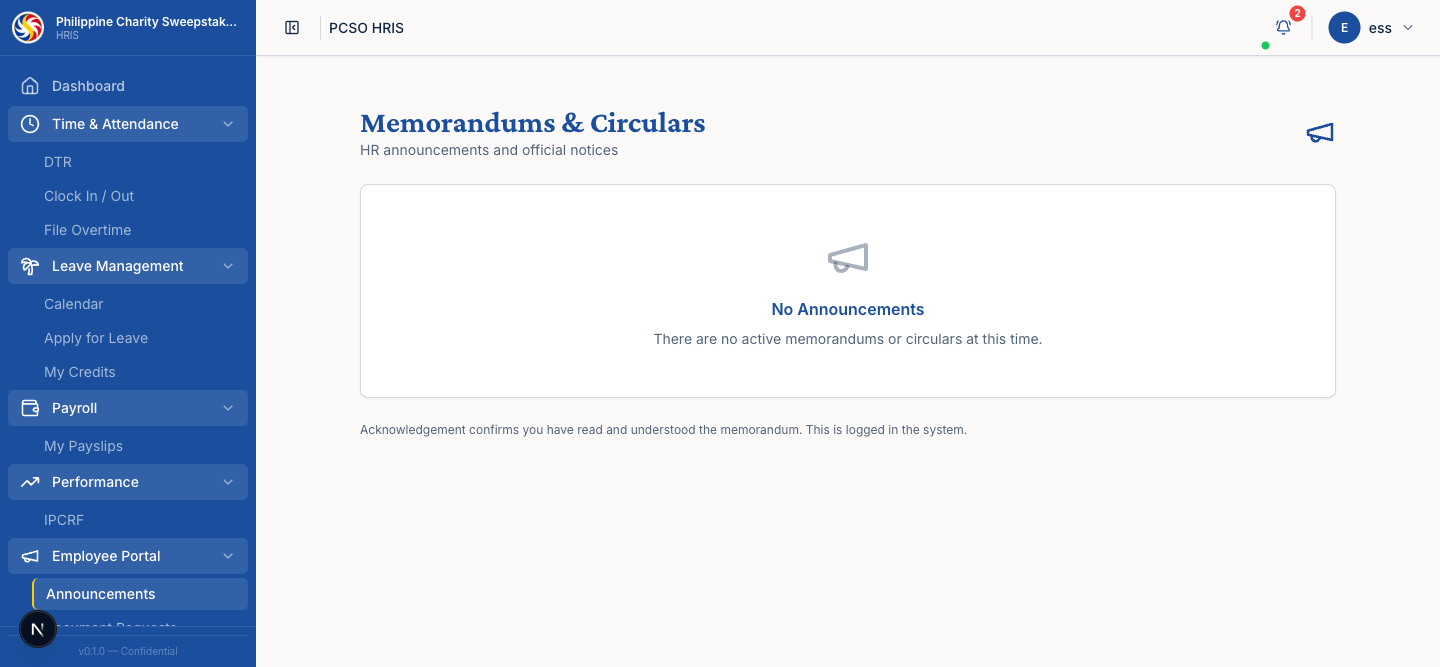 Philippine Charity Sweepstak...
HRIS
PCSO HRIS
2
E
ess
Dashboard
Time & Attendance
DTR
Clock In / Out
File Overtime
Leave Management
Calendar
Apply for Leave
My Credits
Payroll
My Payslips
Performance
IPCRF
Employee Portal
Announcements
N
v0.1.0 — Confidential
Memorandums & Circulars
HR announcements and official notices
No Announcements
There are no active memorandums or circulars at this time.
Acknowledgement confirms you have read and understood the memorandum. This is logged in the system.